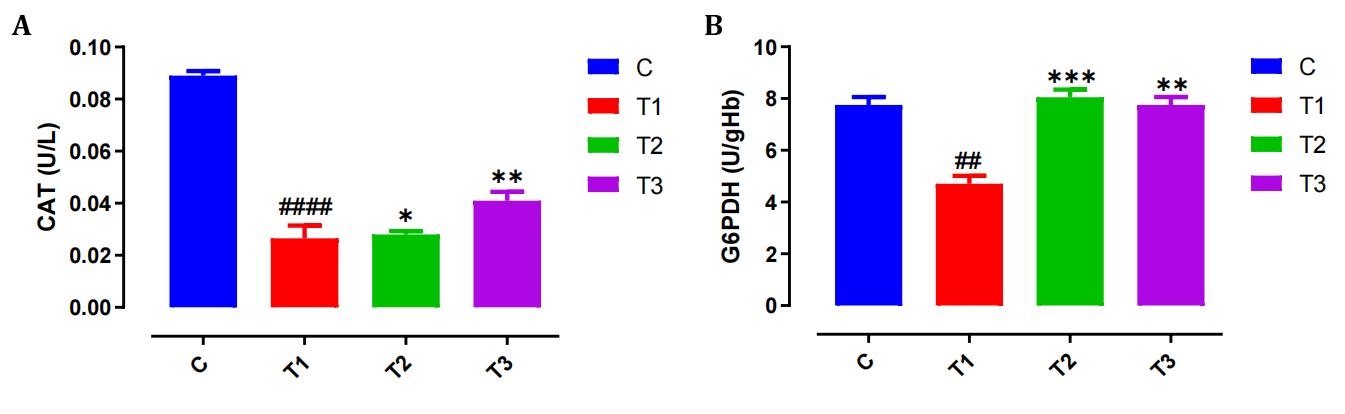 A
CAT (U/L)
0.10
0.08
0.06
0.04
0.02
0.00
####
*
**
C
T1
T2
T3
C
T1
T2
T3
B
G6PDH (U/gHb)
10
8
6
4
2
0
##
***
**
C
T1
T2
T3
C
T1
T2
T3